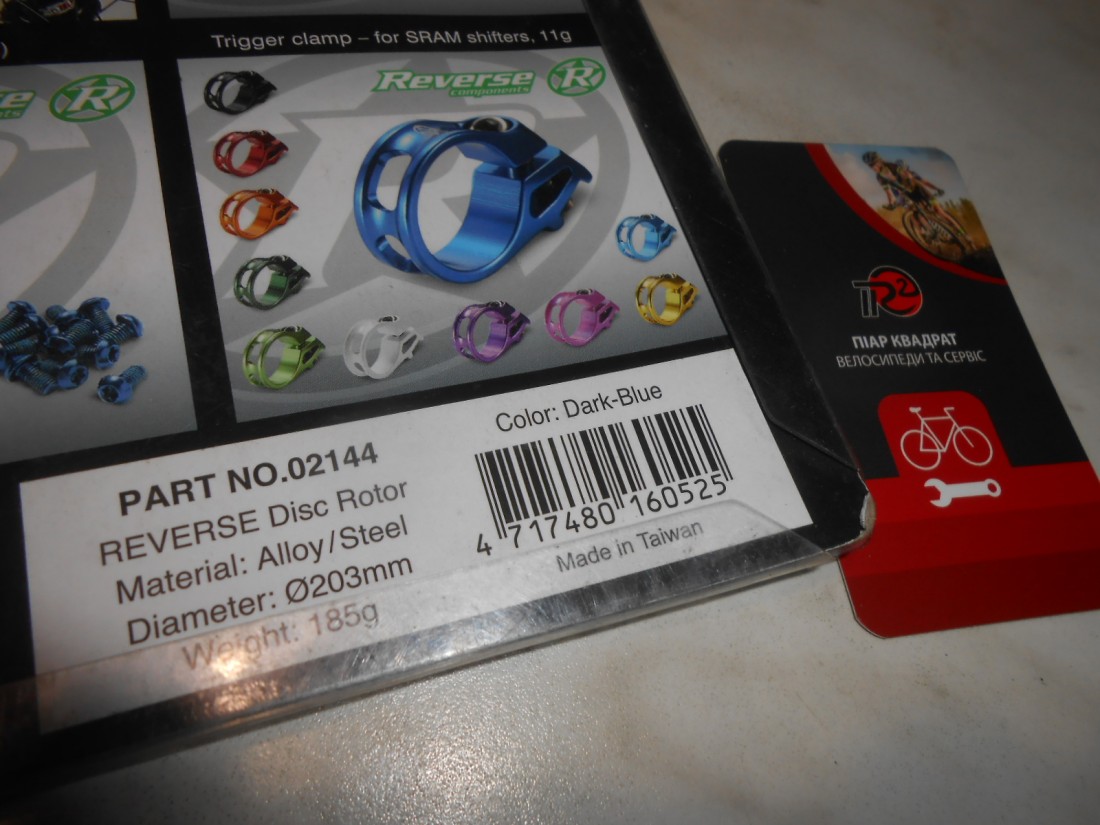 Trigger clamp – for SRAM shifters, 11g
Reverse
components
R
R
PART NO.02144
REVERSE Disc Rotor
Material: Alloy/Steel
Diameter: Ø203mm
Weight: 185g
Color: Dark-Blue
4 717480 160525
Made in Taiwan
ПІАР КВАДРАТ
ВЕЛОСИПЕДИ ТА СЕРВІС